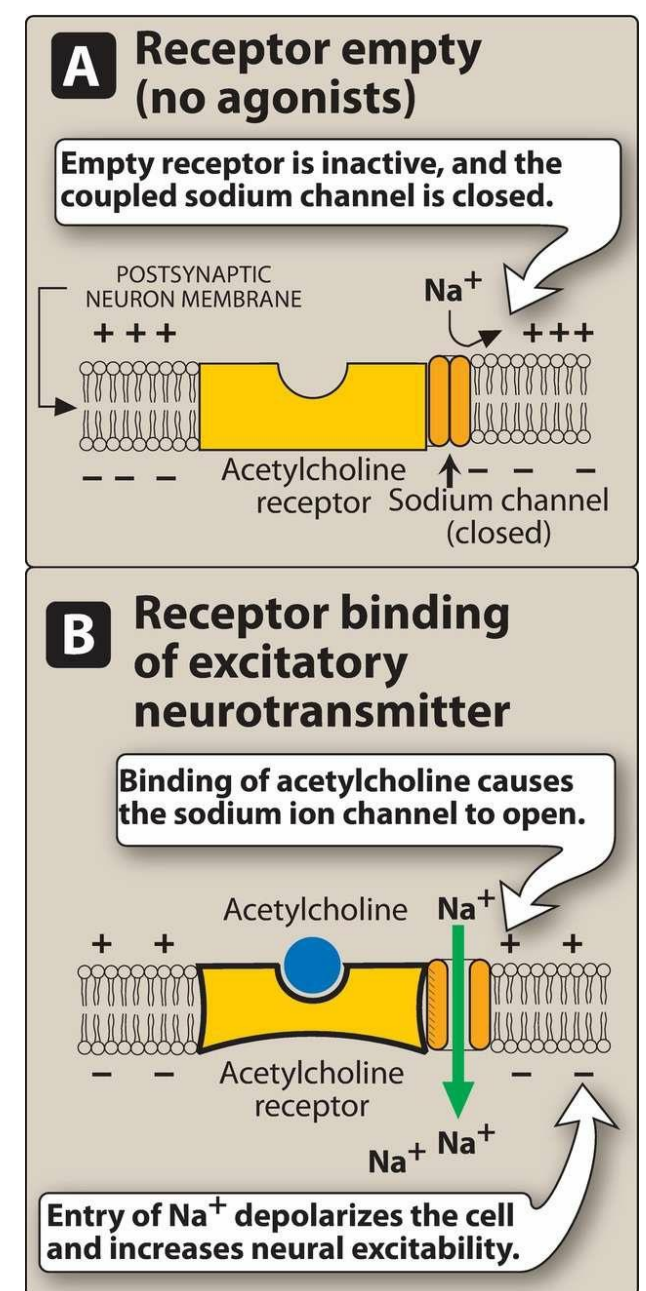 A
Receptor empty
(no agonists)
Empty receptor is inactive, and the
coupled sodium channel is closed.
POSTSYNAPTIC
NEURON MEMBRANE
Na⁺
+ + +
+++
– – –
Acetylcholine
receptor
– – –
Sodium channel
(closed)
B
Receptor binding
of excitatory
neurotransmitter
Binding of acetylcholine causes
the sodium ion channel to open.
Acetylcholine
Na⁺
+ +
+ +
– –
Acetylcholine
receptor
– –
Na⁺ Na⁺
Entry of Na⁺ depolarizes the cell
and increases neural excitability.